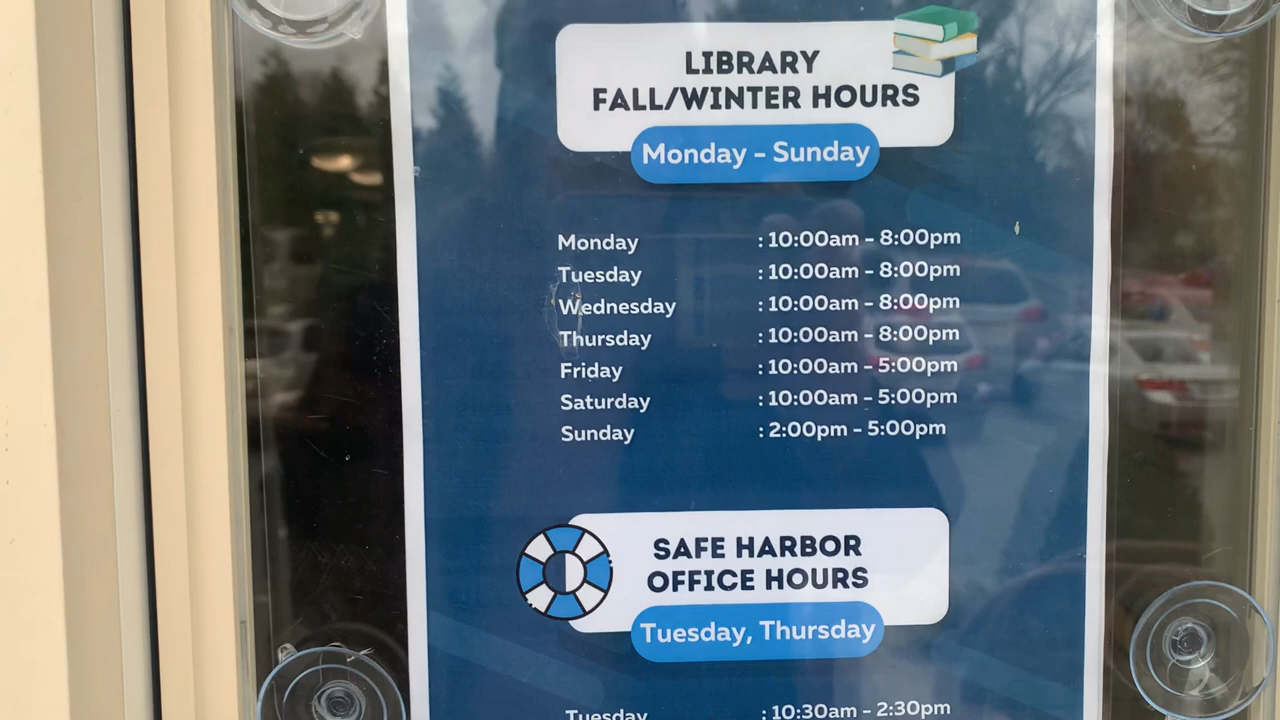 LIBRARY
FALL/WINTER HOURS
Monday - Sunday
Monday : 10:00am - 8:00pm
Tuesday : 10:00am - 8:00pm
Wednesday : 10:00am - 8:00pm
Thursday : 10:00am - 8:00pm
Friday : 10:00am - 5:00pm
Saturday : 10:00am - 5:00pm
Sunday : 2:00pm - 5:00pm
SAFE HARBOR
OFFICE HOURS
Tuesday, Thursday
Tuesday : 10:30am - 2:30pm